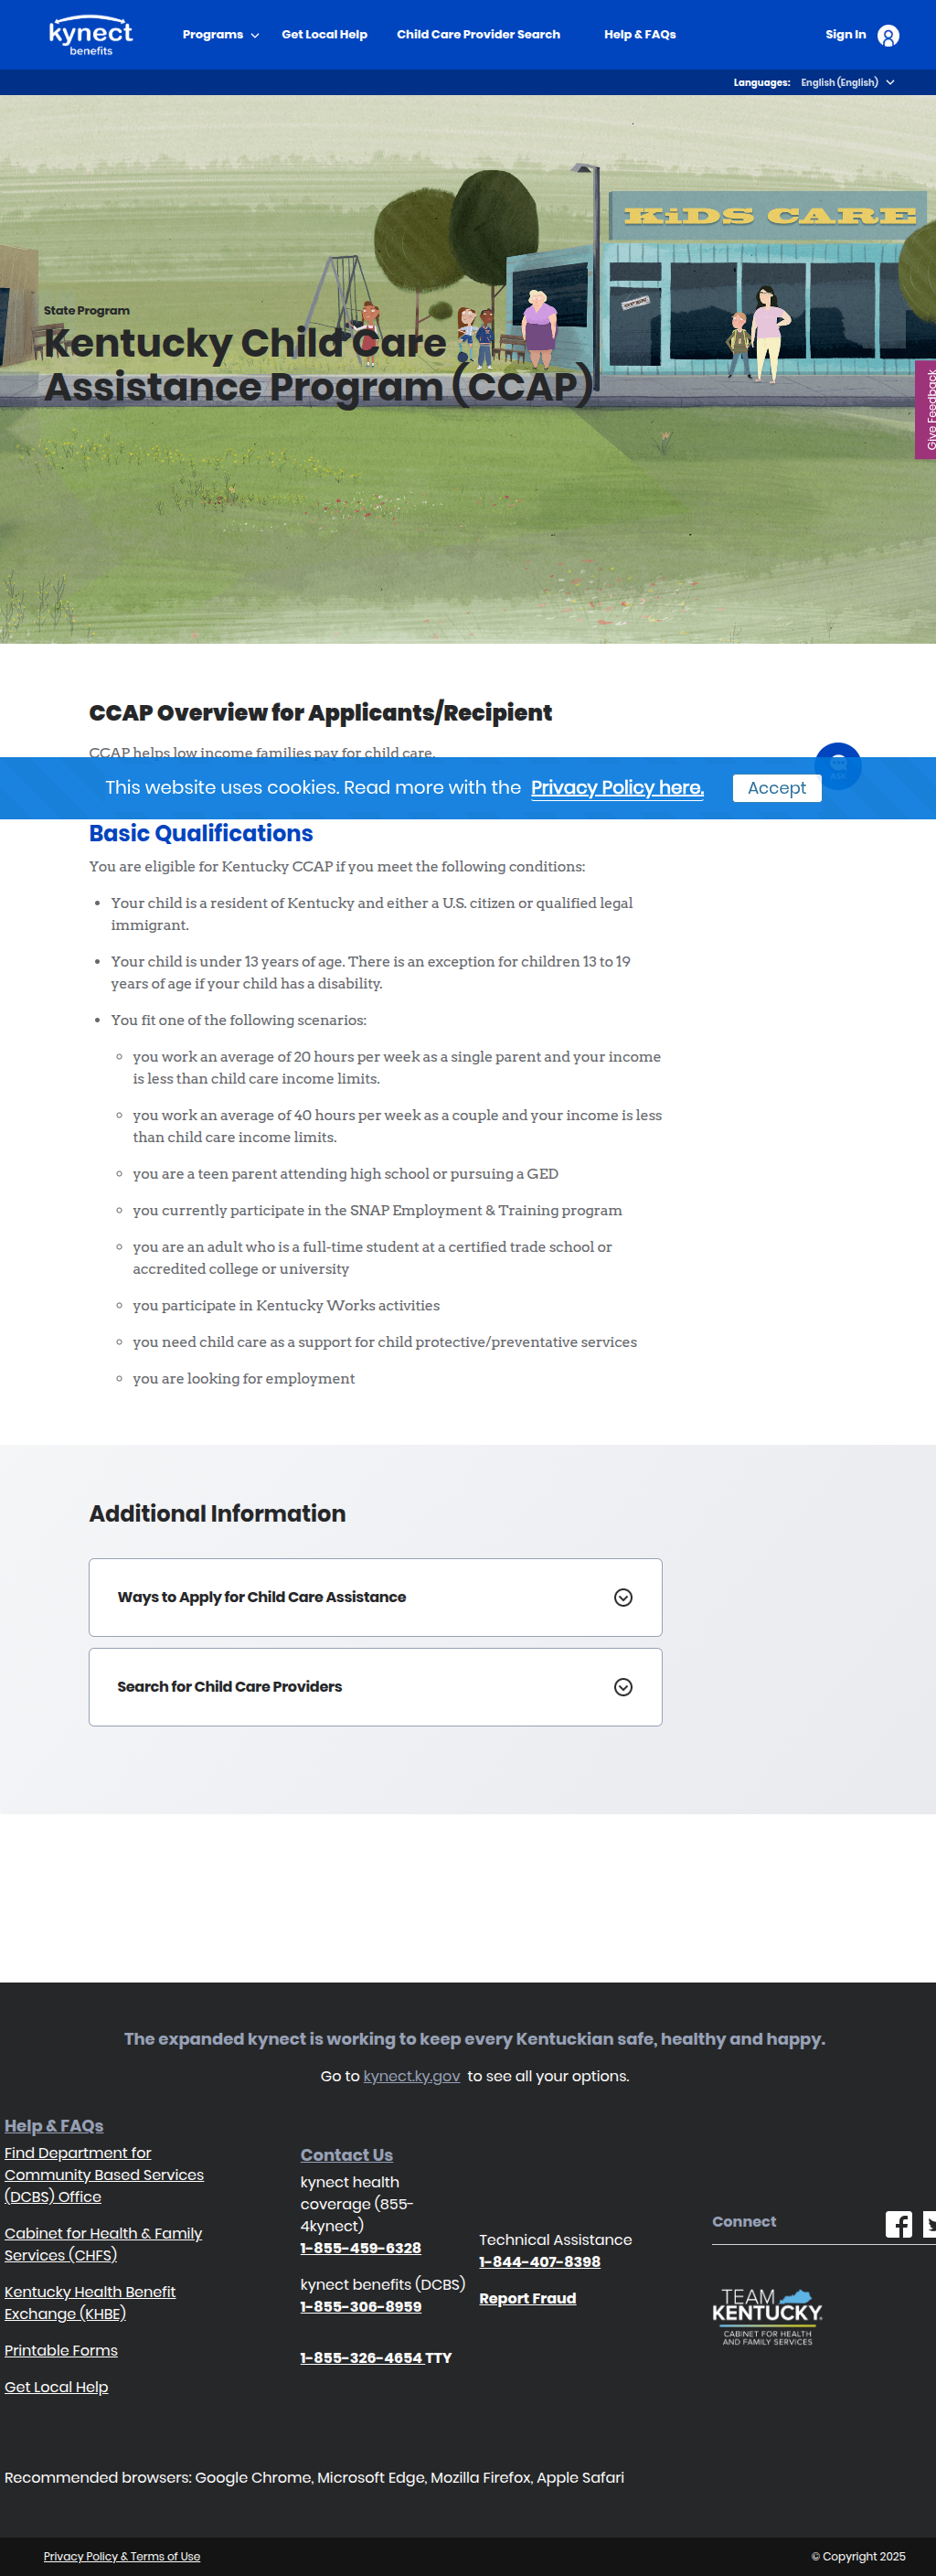 kynect
benefits
Programs
Get Local Help
Child Care Provider Search
Help & FAQs
Sign In
Languages: English (English)
KiDS CARE
State Program
Kentucky Child Care
Assistance Program (CCAP)
Give Feedback
CCAP Overview for Applicants/Recipient
CCAP helps low income families pay for child care.
This website uses cookies. Read more with the Privacy Policy here.
Accept
Basic Qualifications
You are eligible for Kentucky CCAP if you meet the following conditions:
Your child is a resident of Kentucky and either a U.S. citizen or qualified legal
immigrant.
Your child is under 13 years of age. There is an exception for children 13 to 19
years of age if your child has a disability.
You fit one of the following scenarios:
you work an average of 20 hours per week as a single parent and your income
is less than child care income limits.
you work an average of 40 hours per week as a couple and your income is less
than child care income limits.
you are a teen parent attending high school or pursuing a GED
you currently participate in the SNAP Employment & Training program
you are an adult who is a full-time student at a certified trade school or
accredited college or university
you participate in Kentucky Works activities
you need child care as a support for child protective/preventative services
you are looking for employment
Additional Information
Ways to Apply for Child Care Assistance
Search for Child Care Providers
The expanded kynect is working to keep every Kentuckian safe, healthy and happy.
Go to kynect.ky.gov to see all your options.
Help & FAQs
Find Department for
Community Based Services
(DCBS) Office
Cabinet for Health & Family
Services (CHFS)
Kentucky Health Benefit
Exchange (KHBE)
Printable Forms
Get Local Help
Contact Us
kynect health
coverage (855-
4kynect)
1-855-459-6328
kynect benefits (DCBS)
1-855-306-8959
1-855-326-4654 TTY
Technical Assistance
1-844-407-8398
Report Fraud
Connect
TEAM
KENTUCKY
CABINET FOR HEALTH
AND FAMILY SERVICES
Recommended browsers: Google Chrome, Microsoft Edge, Mozilla Firefox, Apple Safari
Privacy Policy & Terms of Use
© Copyright 2025